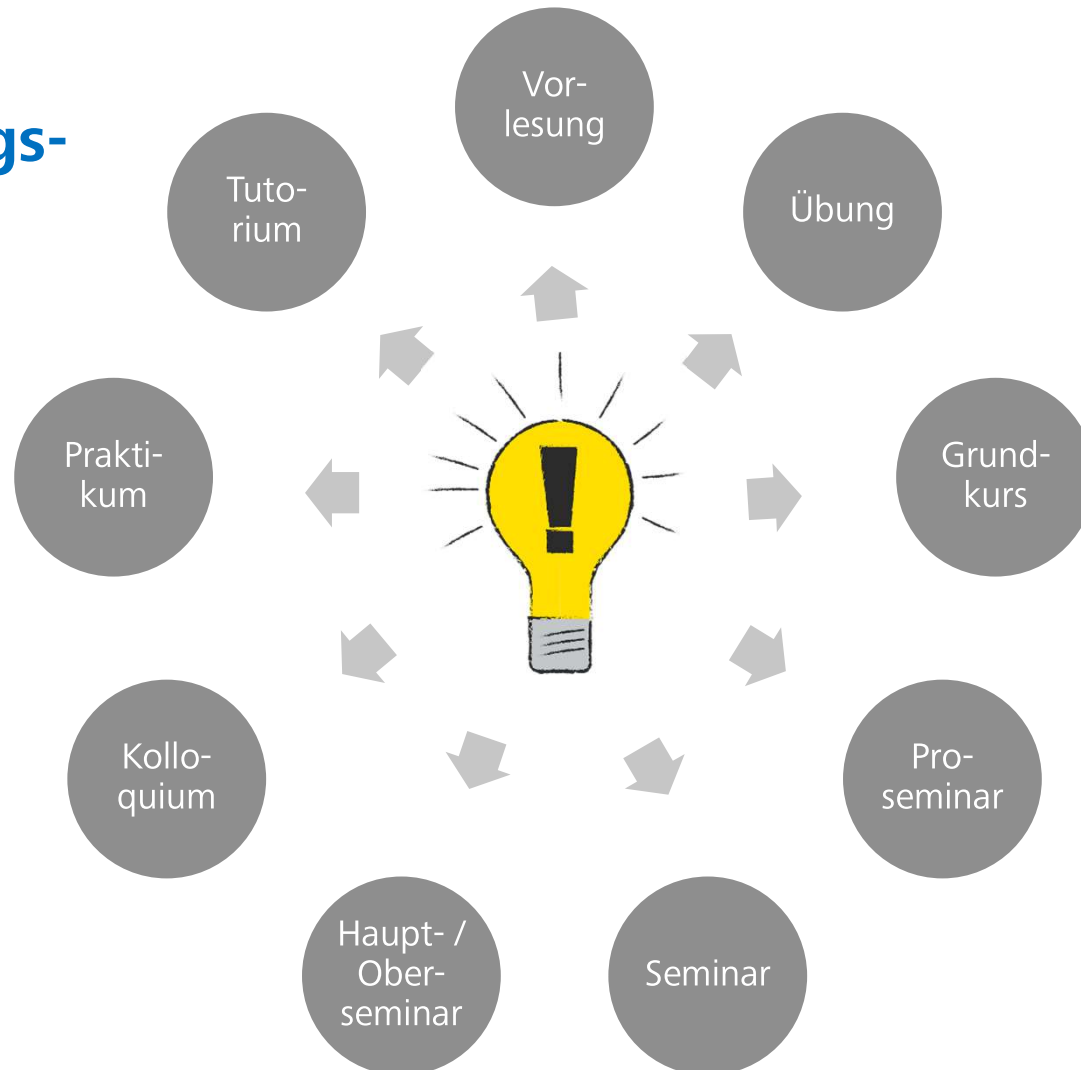 gs-
Vor-
lesung
Übung
Grund-
kurs
Pro-
seminar
Seminar
Haupt- /
Ober-
seminar
Kollo-
quium
Prakti-
kum
Tuto-
rium
!